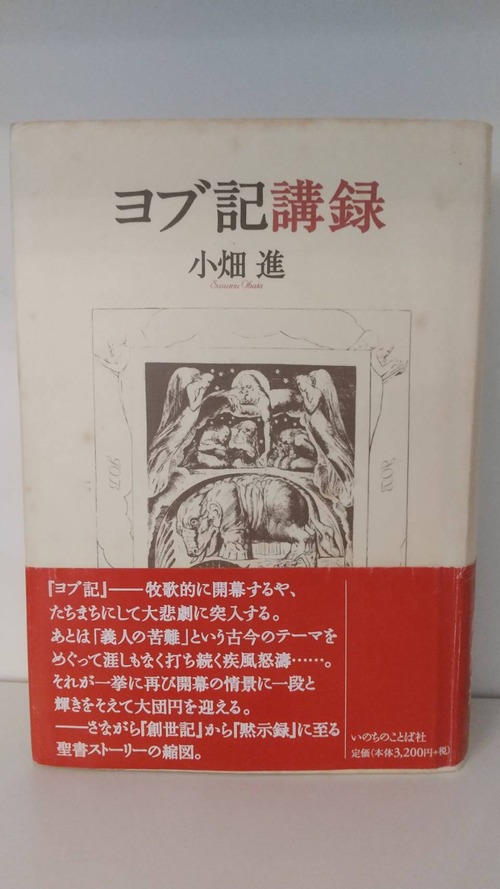 ヨブ記講録
小畑 進
Susumu Obata
『ヨブ記』――牧歌的に開幕するや、
たちまちにして大悲劇に突入する。
あとは「義人の苦難」という古今のテーマを
めぐって涯しもなく打ち続く疾風怒濤……。
それが一挙に再び開幕の情景に一段と
輝きをそえて大団円を迎える。
――さながら『創世記』から『黙示録』に至る
聖書ストーリーの縮図。
いのちのことば社
定価(本体3,200円+税)